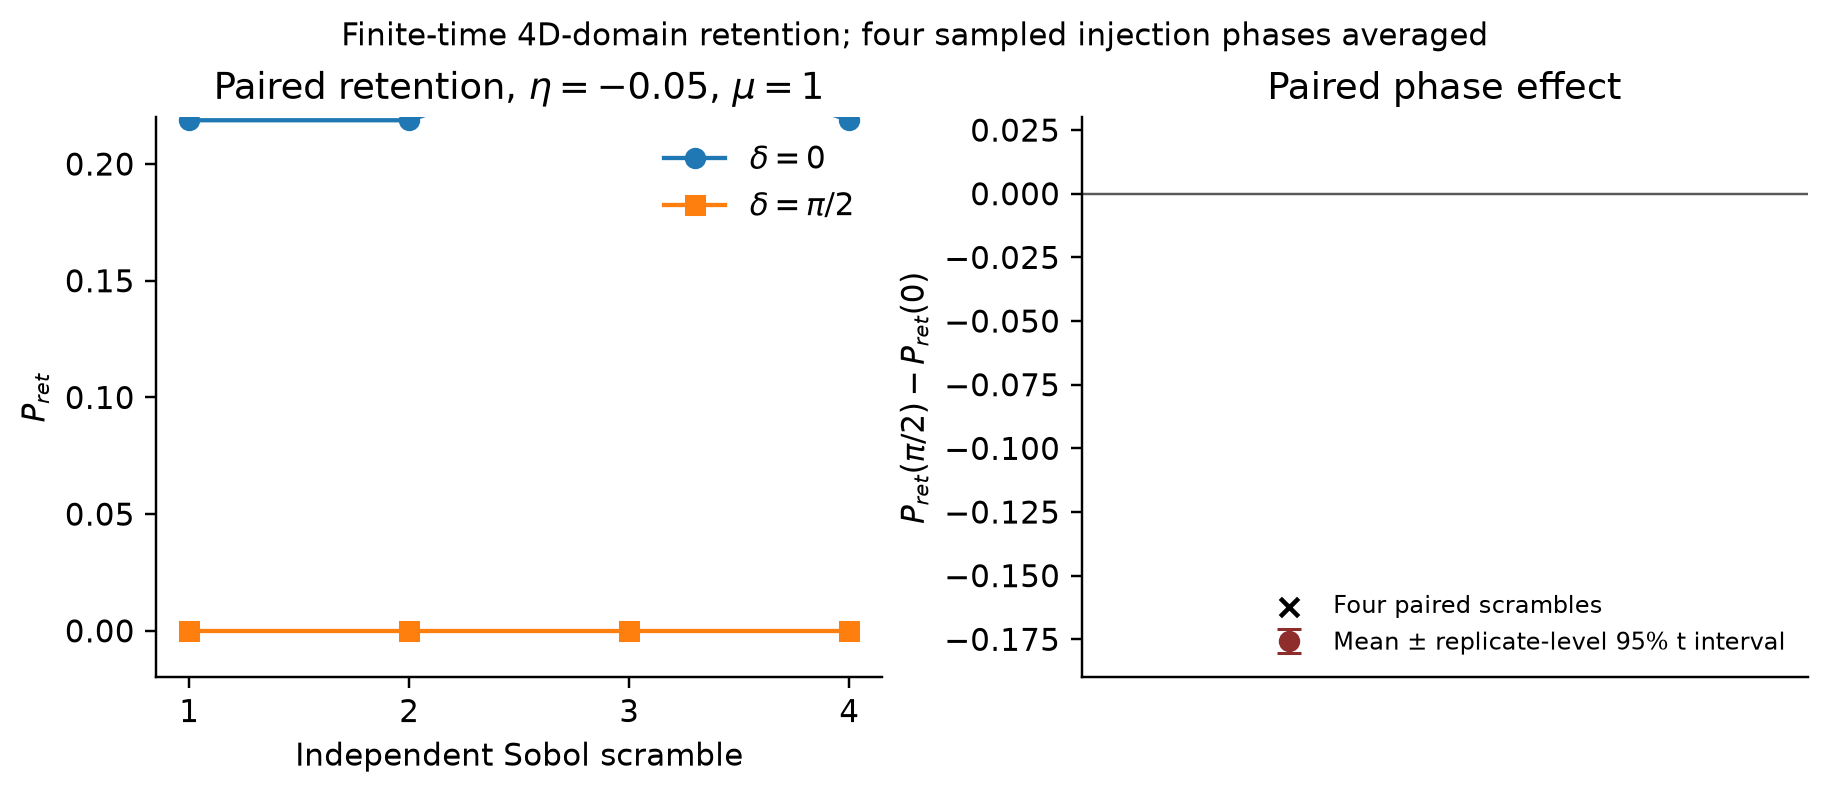 Finite-time 4D-domain retention; four sampled injection phases averaged
Paired retention, η = −0.05, μ = 1
P_ret
0.20
0.15
0.10
0.05
0.00
δ = 0
δ = π/2
1 2 3 4
Independent Sobol scramble
Paired phase effect
P_ret(π/2) − P_ret(0)
0.025
0.000
−0.025
−0.050
−0.075
−0.100
−0.125
−0.150
−0.175
Four paired scrambles
Mean ± replicate-level 95% t interval